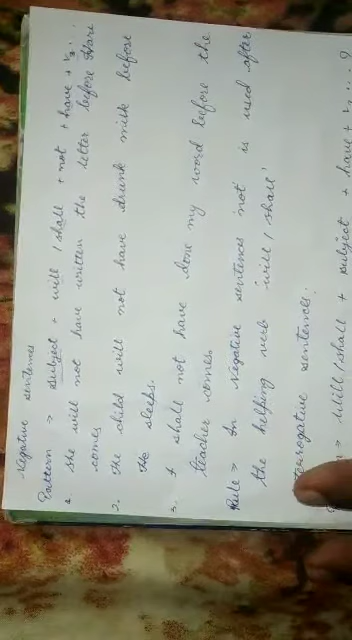 Negative sentences
Pattern > subject + will / shall + not + have + v3.
1. She will not have written the letter before Hari
comes
2. The child will not have drunk milk before
He sleeps.
3. I shall not have done my word before the
teacher comes
Rule > In Negative sentences 'not' is used after
the helping verb 'will / shall'
terrogative sentences.
> will / shall + subject + have +